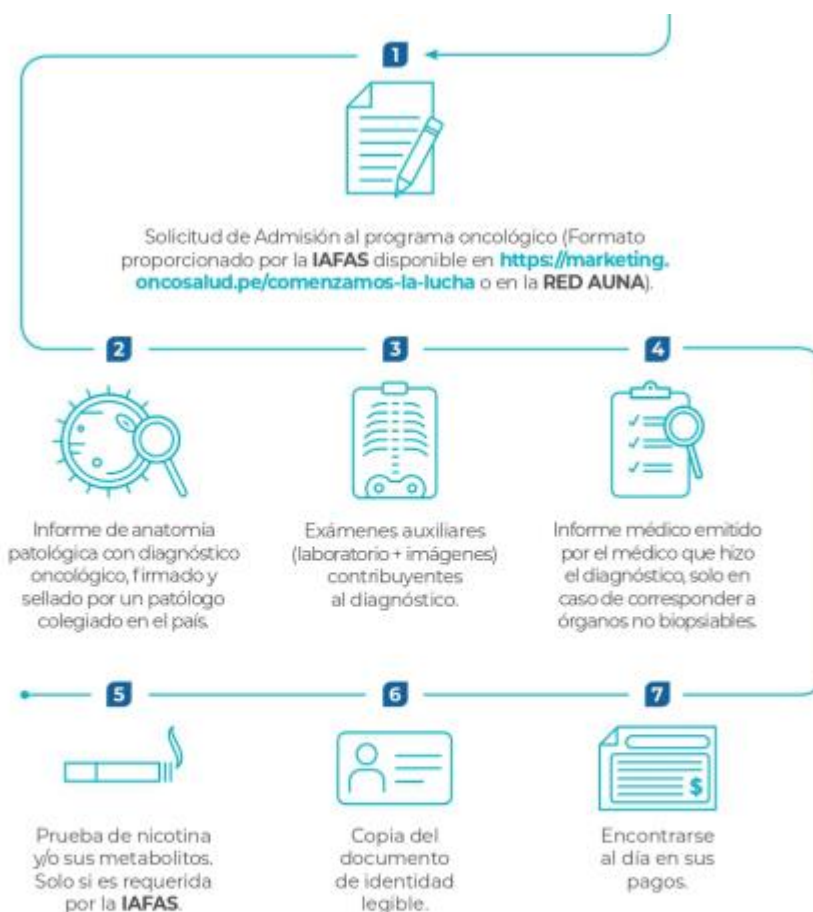 1
Solicitud de Admisión al programa oncológico (Formato
proporcionado por la IAFAS disponible en https://marketing.
oncosalud.pe/comenzamos-la-lucha o en la RED AUNA).
2
3
4
Informe de anatomía
patológica con diagnóstico
oncológico, firmado y
sellado por un patólogo
colegiado en el país.
Exámenes auxiliares
(laboratorio + imágenes)
contribuyentes
al diagnóstico.
Informe médico emitido
por el médico que hizo
el diagnóstico, solo en
caso de corresponder a
órganos no biopsiables.
5
6
7
$
Prueba de nicotina
y/o sus metabolitos.
Solo si es requerida
por la IAFAS.
Copia del
documento
de identidad
legible.
Encontrarse
al día en sus
pagos.